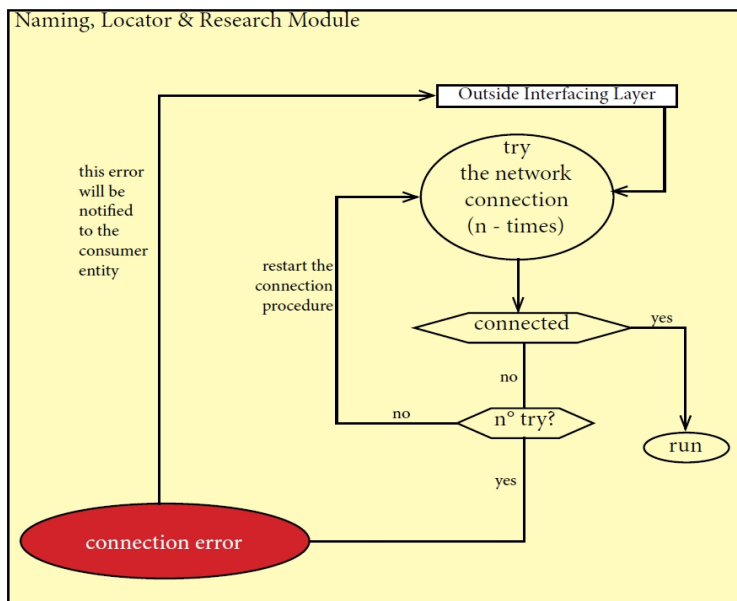 Naming, Locator & Research Module
Outside Interfacing Layer
try
the network
connection
(n - times)
this error
will be
notified
to the
consumer
entity
restart the
connection
procedure
connected
yes
no
n° try?
no
run
yes
connection error